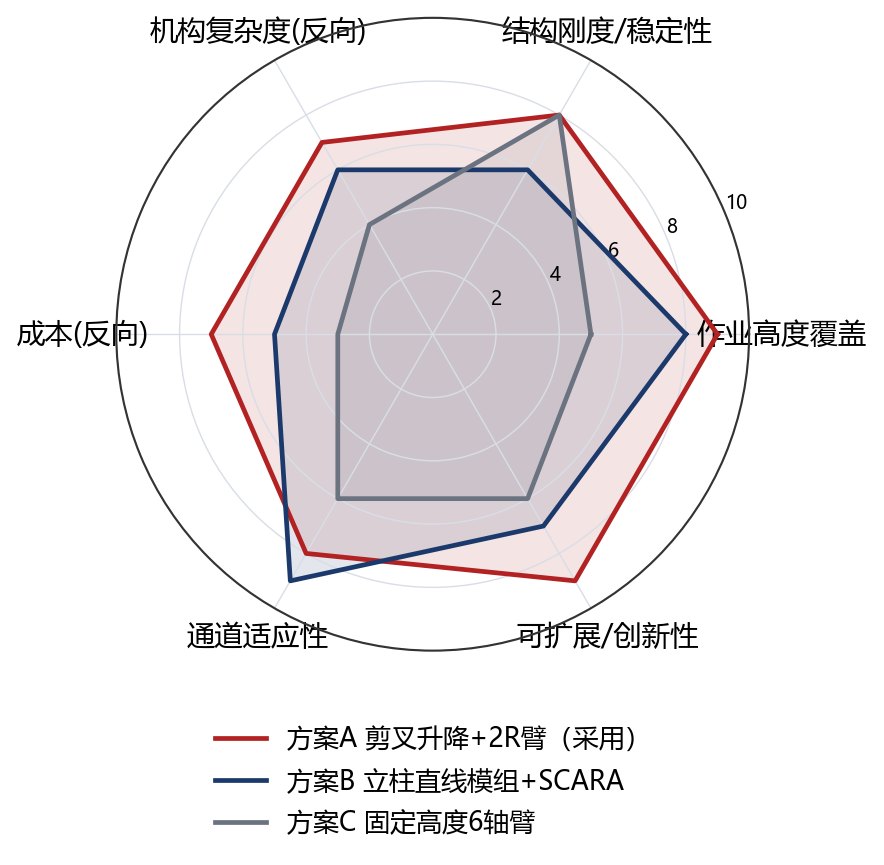 机构复杂度(反向)
结构刚度/稳定性
10
8
6
4
2
成本(反向)
作业高度覆盖
通道适应性
可扩展/创新性
方案A 剪叉升降+2R臂（采用）
方案B 立柱直线模组+SCARA
方案C 固定高度6轴臂